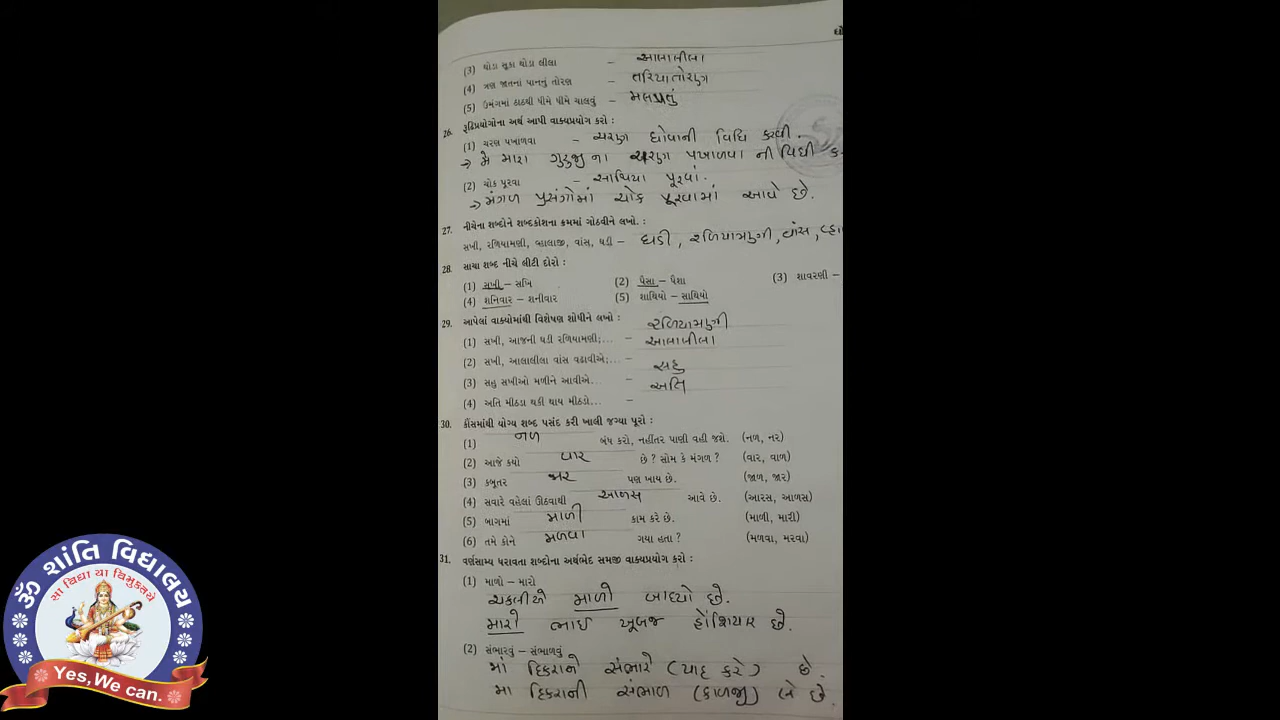 (3) થોડા સૂકા થોડા લીલા – આલાલીલા
(4) ત્રણ જાતનાં પાનનું તોરણ – તરિયાતોરણ
(5) ઉમંગમાં ઠાઠથી ધીમે ધીમે ચાલવું – મલપતું
26. રૂઢિપ્રયોગોના અર્થ આપી વાક્યપ્રયોગ કરો :
(1) ચરણ પખાળવા – ચરણ ધોવાની વિધિ કરવી.
→ મે મારા ગુરુજી ના ચરણ પખાળવા ની વિધી
(2) ચોક પૂરવા – સાથિયા પૂરવાં.
→ મંગળ પ્રસંગોમાં ચોક પૂરવામાં આવે છે.
27. નીચેના શબ્દોને શબ્દકોશના ક્રમમાં ગોઠવીને લખો. :
સખી, રળિયામણી, વ્હાલાજી, વાંસ, ઘડી – ઘડી, રળિયામણી, વાંસ,
28. સાચા શબ્દ નીચે લીટી દોરો :
(1) સખી – સખિ (2) પૈસા – પૈશા (3) શાવરણી –
(4) શનિવાર – શનીવાર (5) શાથિયો – સાથિયો
29. આપેલાં વાક્યોમાંથી વિશેષણ શોધીને લખો :
(1) સખી, આજની ઘડી રળિયામણી;... – રળિયામણી
(2) સખી, આલાલીલા વાંસ વઢાવીએ;... – આલાલીલા
(3) સહુ સખીઓ મળીને આવીએ... – સહુ
(4) અતિ મીઠડા થકી થાય મીઠડો... – અતિ
30. કૌંસમાંથી યોગ્ય શબ્દ પસંદ કરી ખાલી જગ્યા પૂરો :
(1) નળ બંધ કરો, નહીંતર પાણી વહી જશે. (નળ, નર)
(2) આજે કયો વાર છે ? સોમ કે મંગળ ? (વાર, વાળ)
(3) કબૂતર જાર પણ ખાય છે. (જાળ, જાર)
(4) સવારે વહેલાં ઊઠવાથી આળસ આવે છે. (આરસ, આળસ)
(5) બાગમાં માળી કામ કરે છે. (માળી, મારી)
(6) તમે કોને મળવા ગયા હતા ? (મળવા, મરવા)
31. વર્ણસામ્ય ધરાવતા શબ્દોના અર્થભેદ સમજી વાક્યપ્રયોગ કરો :
(1) માળો – મારો
ચકલીએ માળો બાંધ્યો છે.
મારો ભાઈ ખૂબજ હોંશિયાર છે.
(2) સંભારવું – સંભાળવું
માં દિકરાને સંભારે (યાદ કરે) છે.
મા દિકરાની સંભાળ (કાળજી) લે છે.
ૐ શાંતિ વિદ્યાલય
સા વિદ્યા યા વિમુક્તયે
Yes, We can.